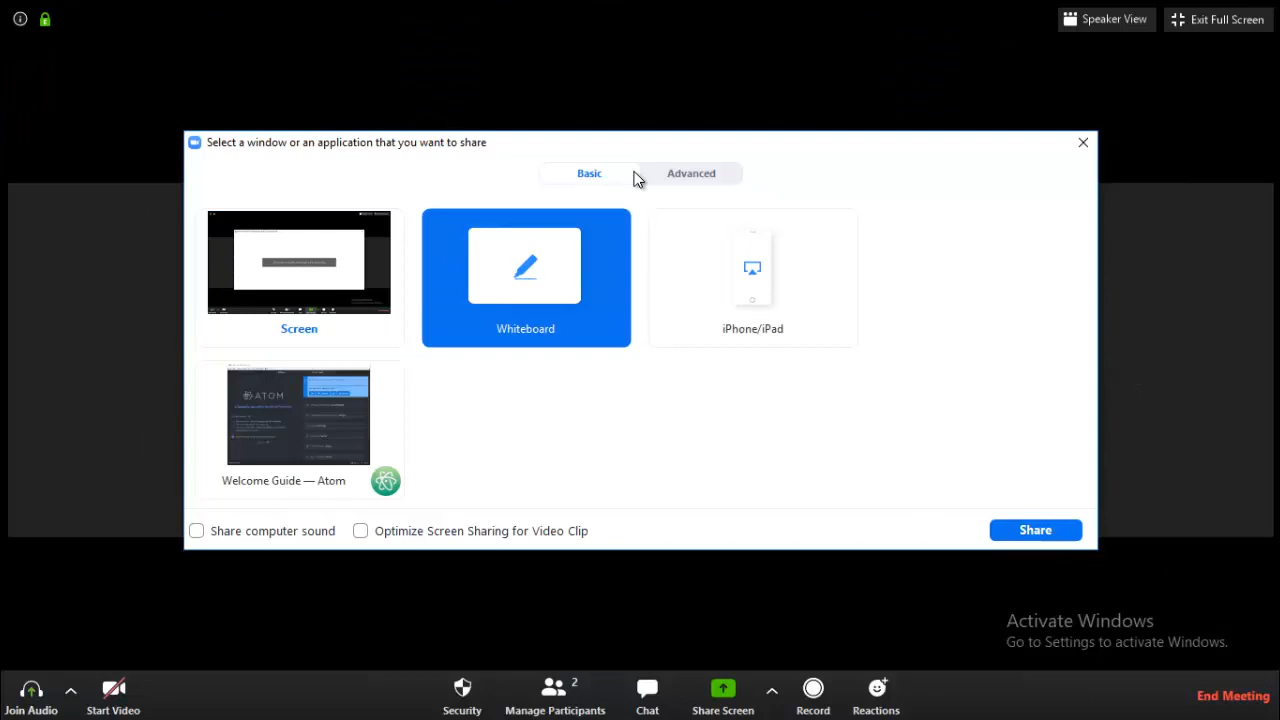 Speaker View
Exit Full Screen
Select a window or an application that you want to share
Basic
Advanced
Screen
Whiteboard
iPhone/iPad
ATOM
Welcome Guide — Atom
Share computer sound
Optimize Screen Sharing for Video Clip
Share
Activate Windows
Go to Settings to activate Windows.
Join Audio
Start Video
Security
2
Manage Participants
Chat
Share Screen
Record
Reactions
End Meeting